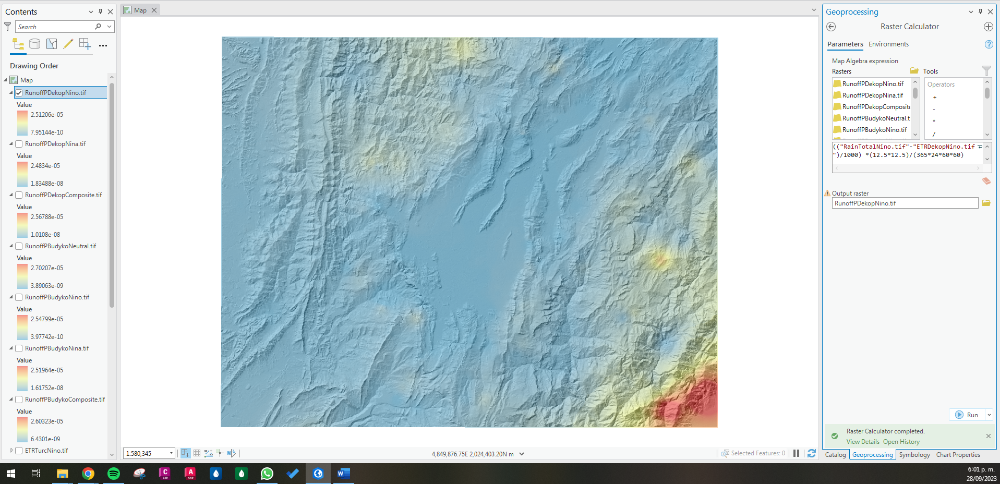 Contents
Search
Drawing Order
Map
RunoffPDekopNino.tif
Value
2.51206e-05
7.95144e-10
RunoffPDekopNina.tif
Value
2.4834e-05
1.83488e-08
RunoffPDekopComposite.tif
Value
2.56788e-05
1.0108e-08
RunoffPBudykoNeutral.tif
Value
2.70207e-05
3.89063e-09
RunoffPBudykoNino.tif
Value
2.54799e-05
3.97742e-10
RunoffPBudykoNina.tif
Value
2.51964e-05
1.61752e-08
RunoffPBudykoComposite.tif
Value
2.60323e-05
6.4301e-09
ETRTurcNino.tif
Map
1:580,345
4,849,876.75E 2,024,403.20N m
Selected Features: 0
Geoprocessing
Raster Calculator
Parameters Environments
Map Algebra expression
Rasters
RunoffPDekopNino.tif
RunoffPDekopNina.tif
RunoffPDekopComposite
RunoffPBudykoNeutral.t
RunoffPBudykoNino.tif
Tools
Operators
+
-
*
/
(("RainTotalNino.tif"-"ETRDekopNino.tif
")/1000) *(12.5*12.5)/(365*24*60*60)
Output raster
RunoffPDekopNino.tif
Run
Raster Calculator completed.
View Details Open History
Catalog Geoprocessing Symbology Chart Properties
6:01 p. m.
28/09/2023